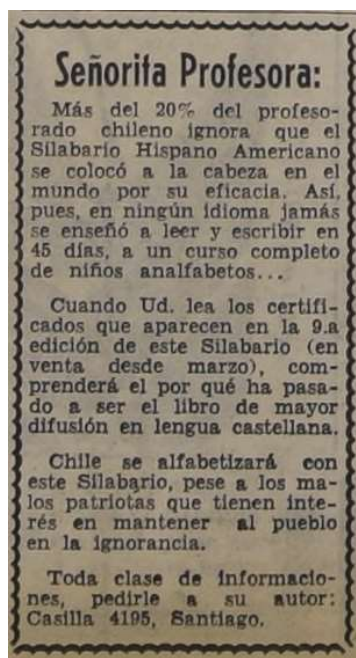 Señorita Profesora:
Más del 20% del profeso-
rado chileno ignora que el
Silabario Hispano Americano
se colocó a la cabeza en el
mundo por su eficacia. Así,
pues, en ningún idioma jamás
se enseñó a leer y escribir en
45 días, a un curso completo
de niños analfabetos...
Cuando Ud. lea los certifi-
cados que aparecen en la 9.a
edición de este Silabario (en
venta desde marzo), com-
prenderá el por qué ha pasa-
do a ser el libro de mayor
difusión en lengua castellana.
Chile se alfabetizará con
este Silabario, pese a los ma-
los patriotas que tienen inte-
rés en mantener al pueblo
en la ignorancia.
Toda clase de informacio-
nes, pedirle a su autor:
Casilla 4195, Santiago.